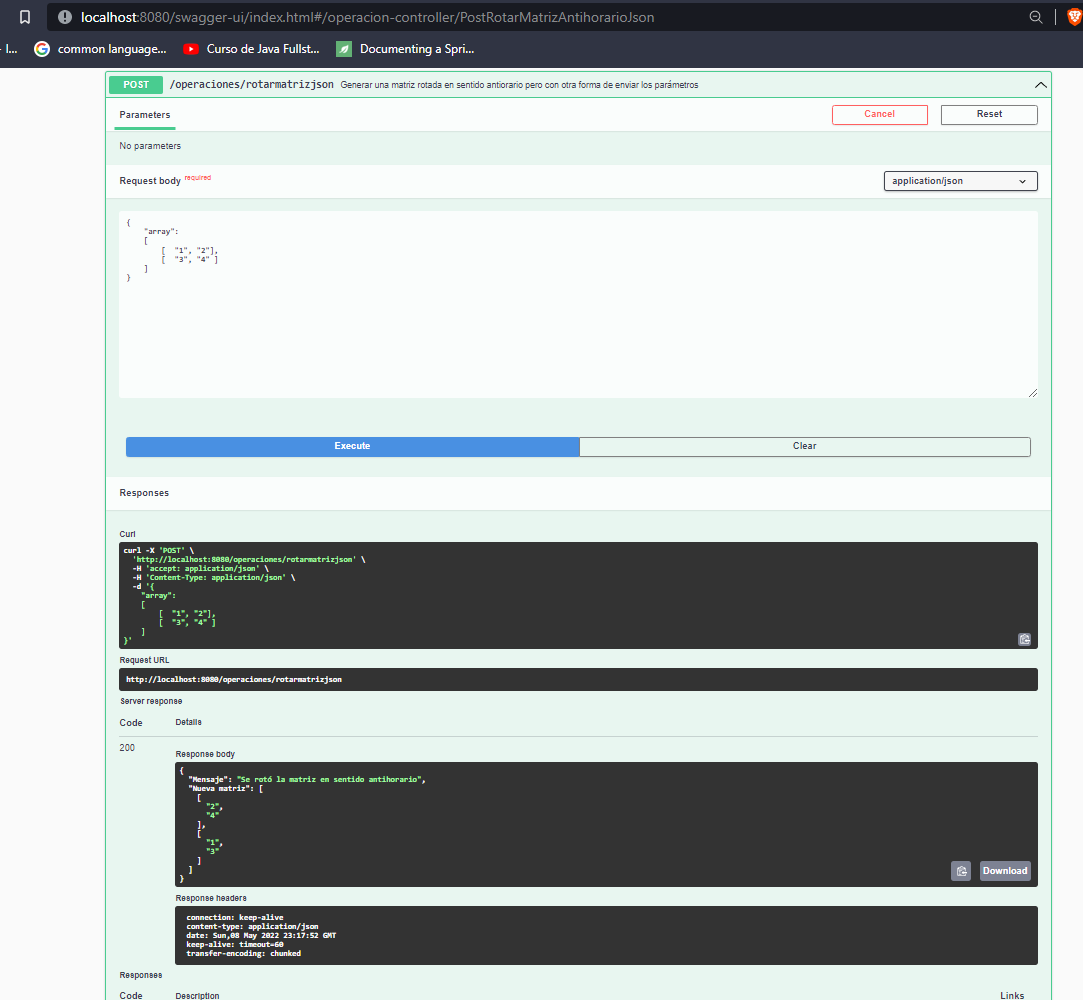 localhost:8080/swagger-ui/index.html#/operacion-controller/PostRotarMatrizAntihorarioJson
I... common language... Curso de Java Fullst... Documenting a Spri...
POST /operaciones/rotarmatrizjson Generar una matriz rotada en sentido antiorario pero con otra forma de enviar los parámetros
Parameters Cancel Reset
No parameters
Request body required application/json
{
"array":
[
[ "1", "2"],
[ "3", "4" ]
]
}
Execute Clear
Responses
Curl
curl -X 'POST' \
'http://localhost:8080/operaciones/rotarmatrizjson' \
-H 'accept: application/json' \
-H 'Content-Type: application/json' \
-d '{
"array":
[
[ "1", "2"],
[ "3", "4" ]
]
}'
Request URL
http://localhost:8080/operaciones/rotarmatrizjson
Server response
Code Details
200
Response body
{
"Mensaje": "Se rotó la matriz en sentido antihorario",
"Nueva matriz": [
[
"2",
"4"
],
[
"1",
"3"
]
]
}
Download
Response headers
connection: keep-alive
content-type: application/json
date: Sun,08 May 2022 23:17:52 GMT
keep-alive: timeout=60
transfer-encoding: chunked
Responses
Code Description Links